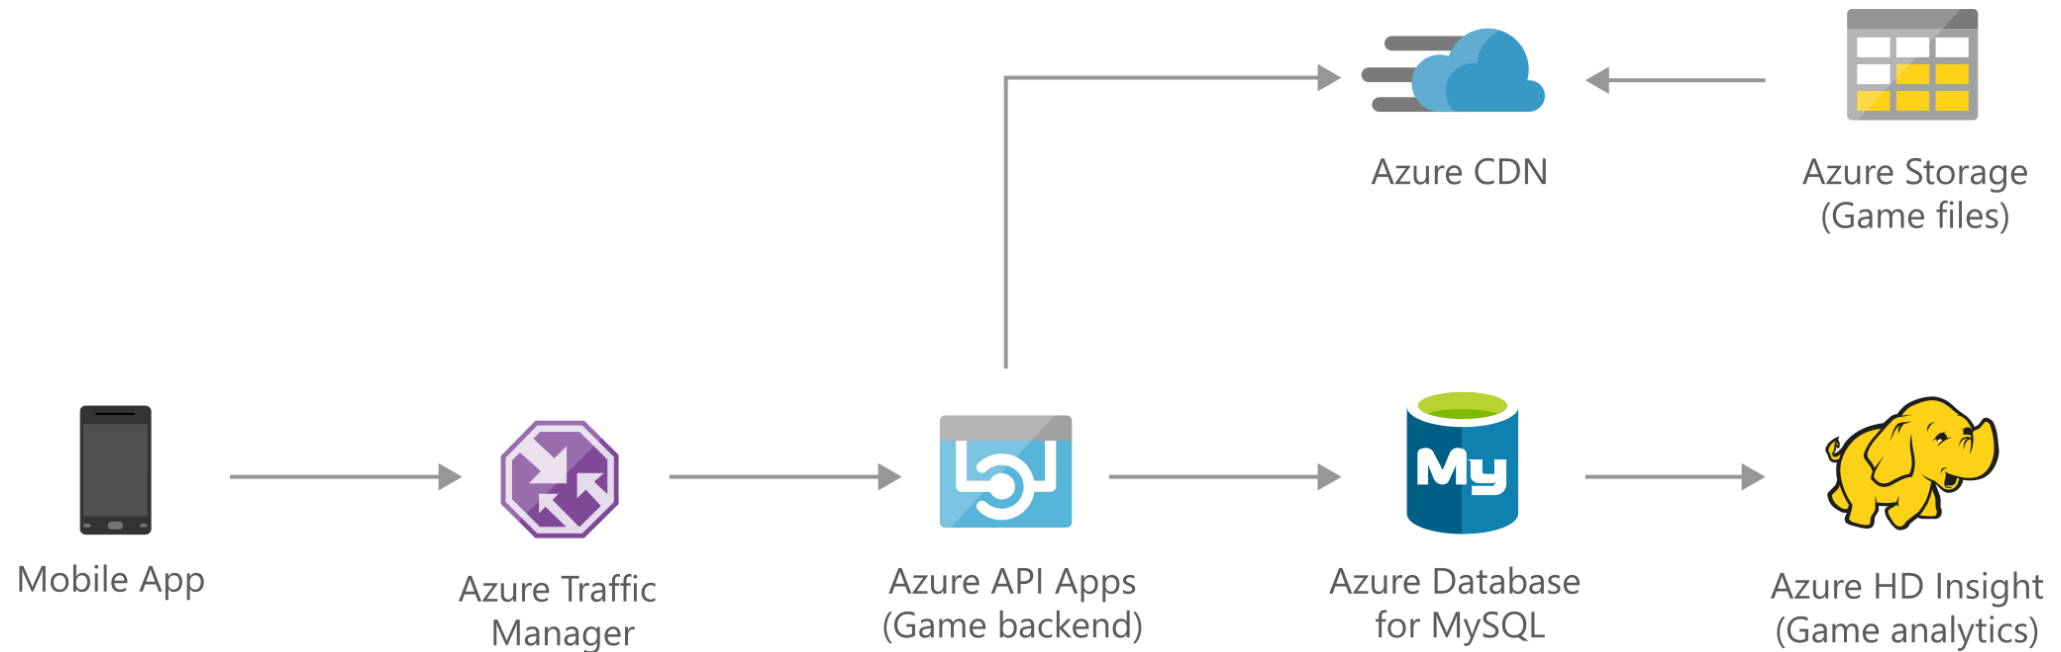 Azure CDN
Azure Storage
(Game files)
My
Mobile App
Azure Traffic
Manager
Azure API Apps
(Game backend)
Azure Database
for MySQL
Azure HD Insight
(Game analytics)